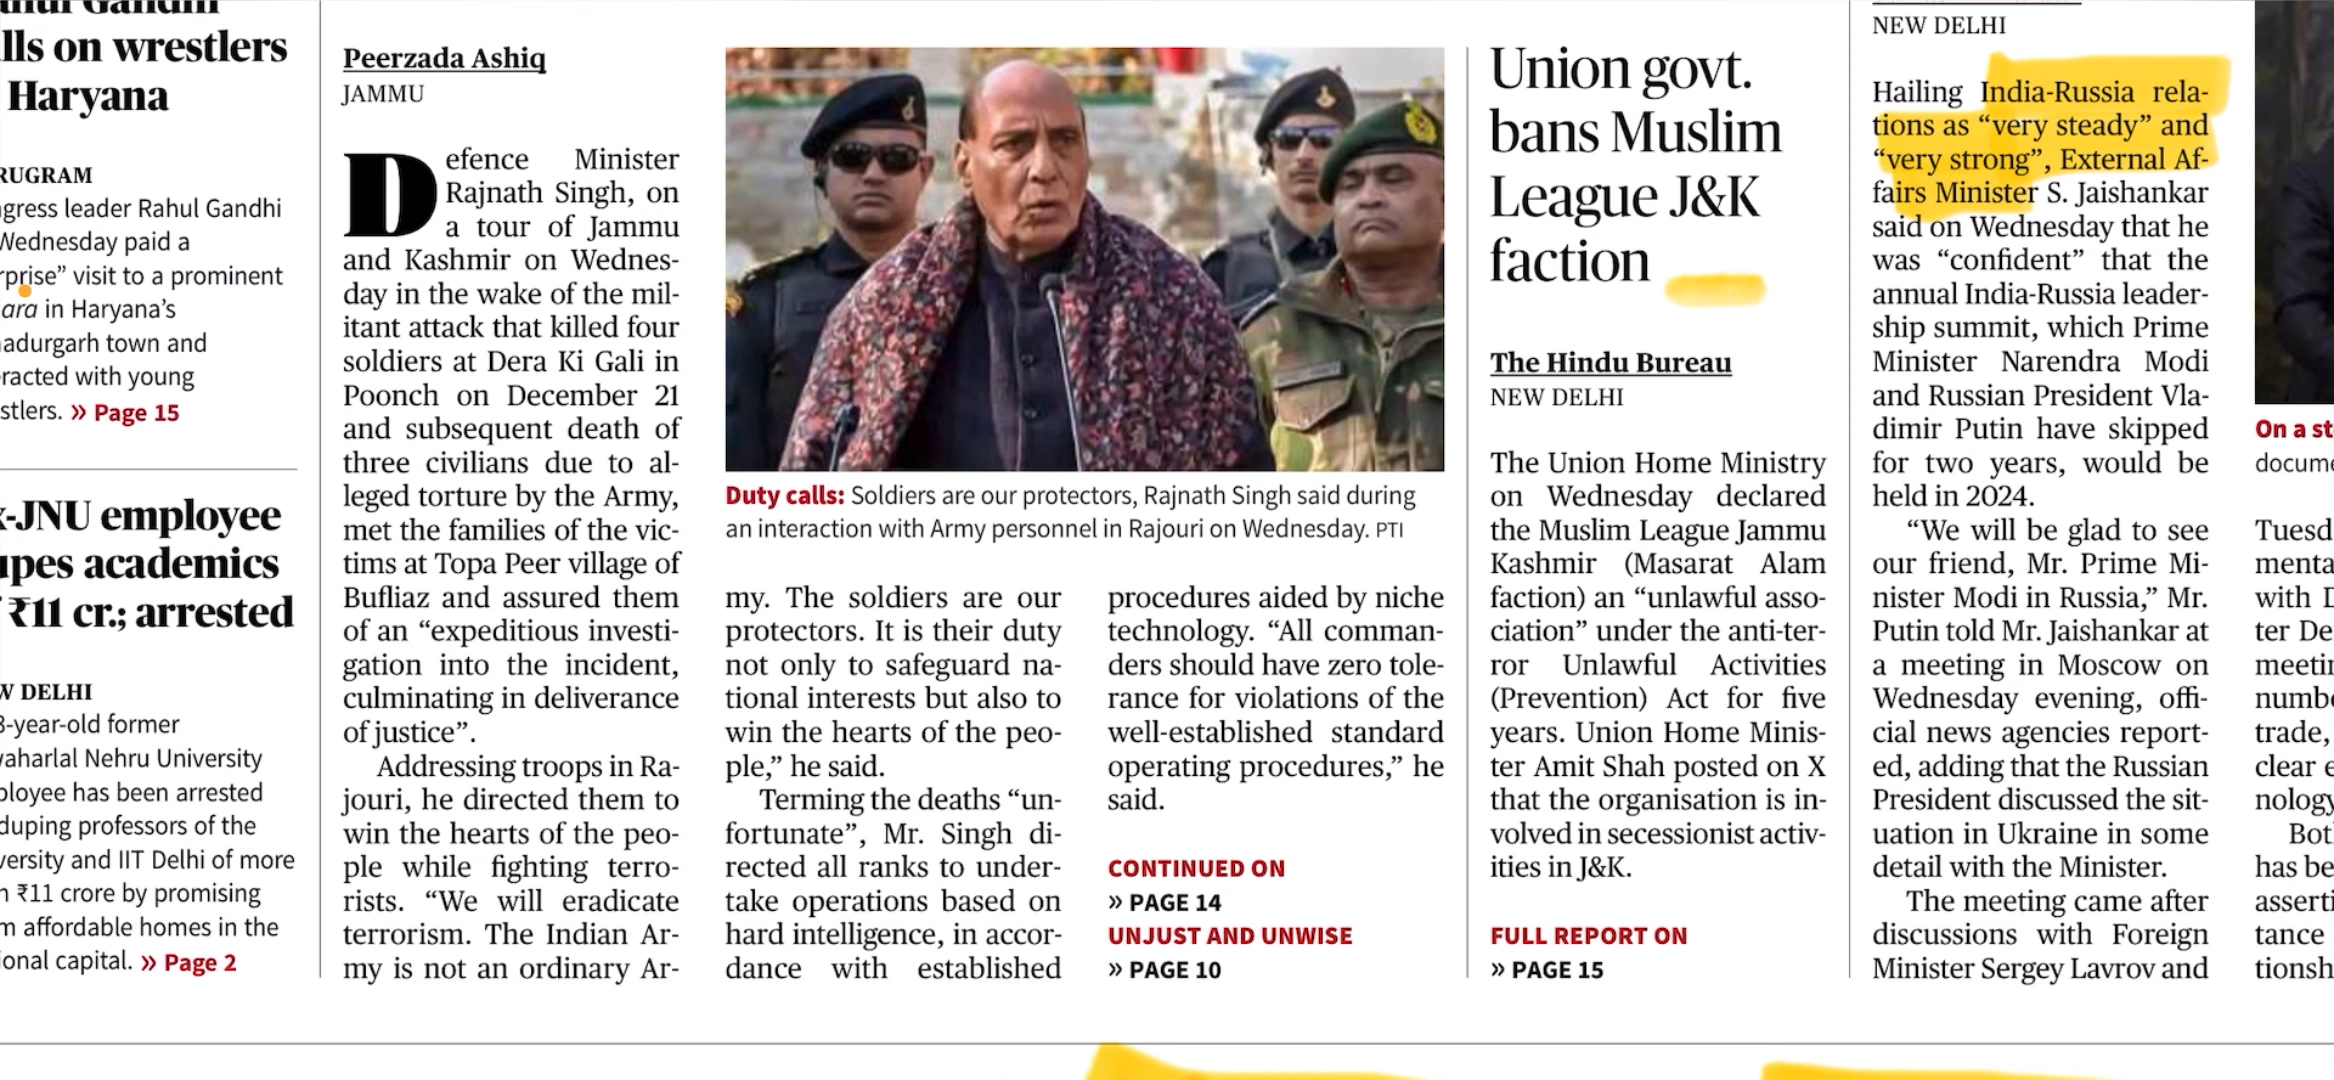 lls on wrestlers
Haryana
RUGRAM
gress leader Rahul Gandhi
Wednesday paid a
rprise” visit to a prominent
ara in Haryana’s
adurgarh town and
racted with young
stlers. » Page 15
-JNU employee
upes academics
₹11 cr.; arrested
W DELHI
3-year-old former
vaharlal Nehru University
ployee has been arrested
duping professors of the
versity and IIT Delhi of more
n ₹11 crore by promising
m affordable homes in the
ional capital. » Page 2
Peerzada Ashiq
JAMMU
Defence Minister
Rajnath Singh, on
a tour of Jammu
and Kashmir on Wednes-
day in the wake of the mil-
itant attack that killed four
soldiers at Dera Ki Gali in
Poonch on December 21
and subsequent death of
three civilians due to al-
leged torture by the Army,
met the families of the vic-
tims at Topa Peer village of
Bufliaz and assured them
of an “expeditious investi-
gation into the incident,
culminating in deliverance
of justice”.
Addressing troops in Ra-
jouri, he directed them to
win the hearts of the peo-
ple while fighting terro-
rists. “We will eradicate
terrorism. The Indian Ar-
my is not an ordinary Ar-
Duty calls: Soldiers are our protectors, Rajnath Singh said during
an interaction with Army personnel in Rajouri on Wednesday. PTI
my. The soldiers are our
protectors. It is their duty
not only to safeguard na-
tional interests but also to
win the hearts of the peo-
ple,” he said.
Terming the deaths “un-
fortunate”, Mr. Singh di-
rected all ranks to under-
take operations based on
hard intelligence, in accor-
dance with established
procedures aided by niche
technology. “All comman-
ders should have zero tole-
rance for violations of the
well-established standard
operating procedures,” he
said.
CONTINUED ON
» PAGE 14
UNJUST AND UNWISE
» PAGE 10
Union govt.
bans Muslim
League J&K
faction
The Hindu Bureau
NEW DELHI
The Union Home Ministry
on Wednesday declared
the Muslim League Jammu
Kashmir (Masarat Alam
faction) an “unlawful asso-
ciation” under the anti-ter-
ror Unlawful Activities
(Prevention) Act for five
years. Union Home Minis-
ter Amit Shah posted on X
that the organisation is in-
volved in secessionist activ-
ities in J&K.
FULL REPORT ON
» PAGE 15
NEW DELHI
Hailing India-Russia rela-
tions as “very steady” and
“very strong”, External Af-
fairs Minister S. Jaishankar
said on Wednesday that he
was “confident” that the
annual India-Russia leader-
ship summit, which Prime
Minister Narendra Modi
and Russian President Vla-
dimir Putin have skipped
for two years, would be
held in 2024.
“We will be glad to see
our friend, Mr. Prime Mi-
nister Modi in Russia,” Mr.
Putin told Mr. Jaishankar at
a meeting in Moscow on
Wednesday evening, offi-
cial news agencies report-
ed, adding that the Russian
President discussed the sit-
uation in Ukraine in some
detail with the Minister.
The meeting came after
discussions with Foreign
Minister Sergey Lavrov and
On a st
docume
Tuesd
menta
with D
ter De
meetin
numbe
trade,
clear e
nology
Bot
has be
asserti
tance
tionsh